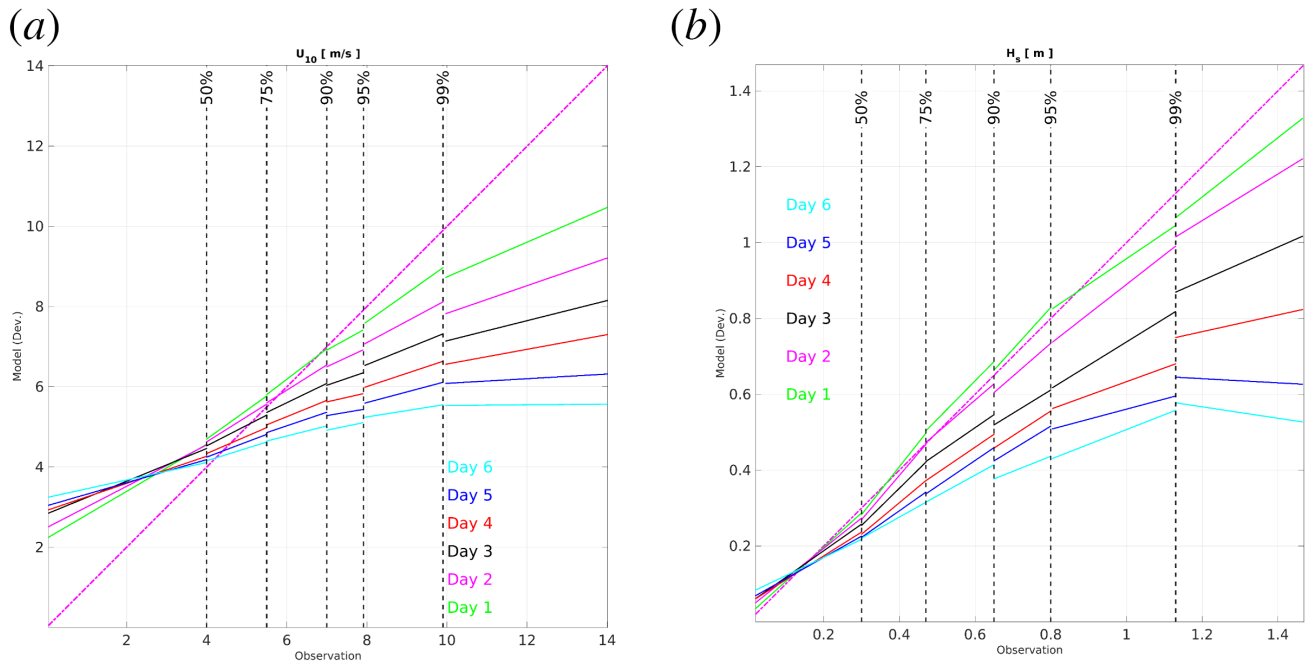 (a)
U10 [ m/s ]
14
12
10
8
6
4
2
2 4 6 8 10 12 14
Model (Dev.)
Observation
50% 75% 90% 95% 99%
Day 6
Day 5
Day 4
Day 3
Day 2
Day 1
(b)
Hs [ m ]
1.4
1.2
1
0.8
0.6
0.4
0.2
0.2 0.4 0.6 0.8 1 1.2 1.4
Model (Dev.)
Observation
50% 75% 90% 95% 99%
Day 6
Day 5
Day 4
Day 3
Day 2
Day 1